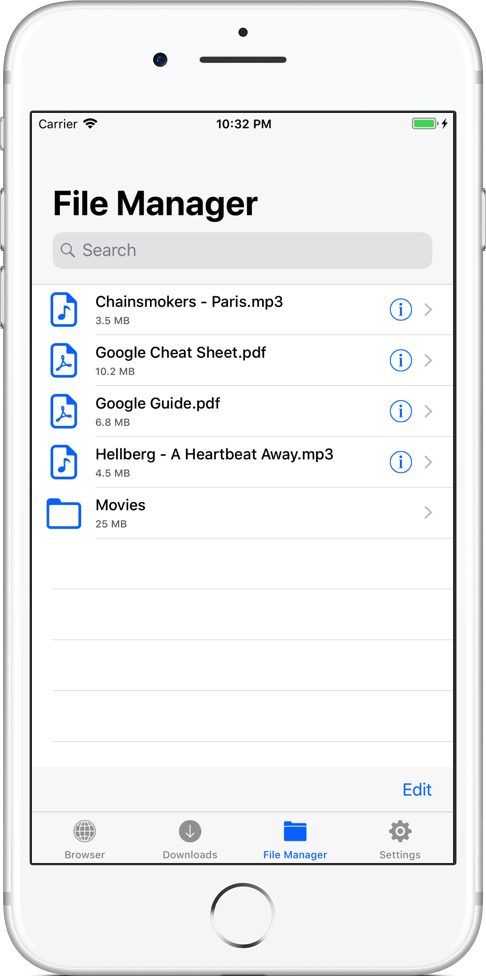 Carrier 10:32 PM
File Manager
Search
Chainsmokers - Paris.mp3
3.5 MB
Google Cheat Sheet.pdf
10.2 MB
Google Guide.pdf
6.8 MB
Hellberg - A Heartbeat Away.mp3
4.5 MB
Movies
25 MB
Edit
Browser Downloads File Manager Settings